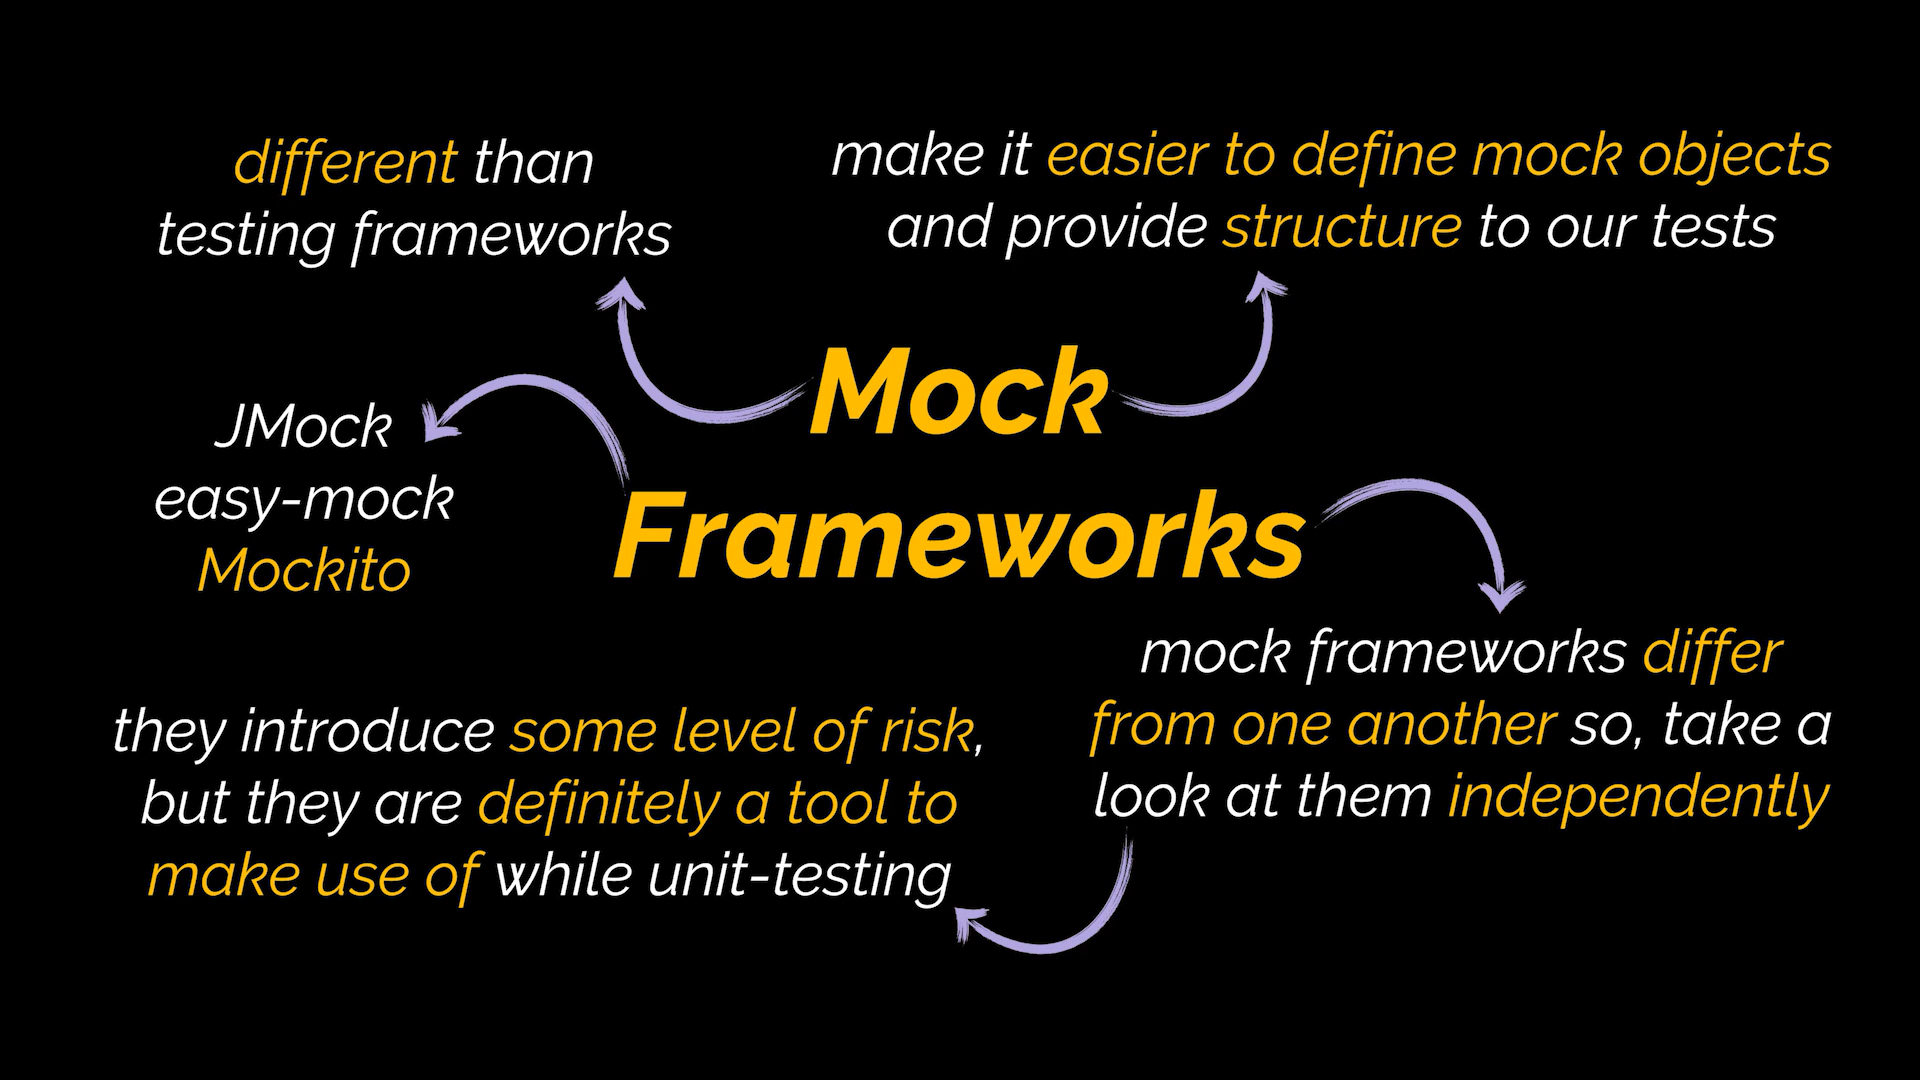 different than
testing frameworks
make it easier to define mock objects
and provide structure to our tests
Mock
Frameworks
JMock
easy-mock
Mockito
mock frameworks differ
from one another so, take a
look at them independently
they introduce some level of risk,
but they are definitely a tool to
make use of while unit-testing